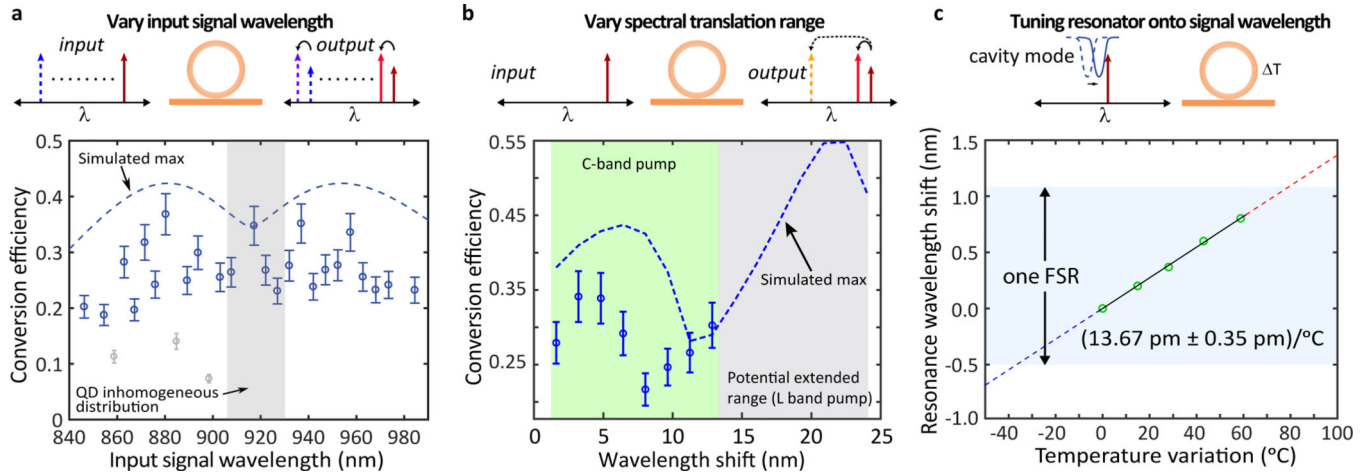 a
Vary input signal wavelength
input
output
λ
λ
Conversion efficiency
0.5
0.4
0.3
0.2
0.1
0
Simulated max
QD inhomogeneous
distribution
840
860
880
900
920
940
960
980
Input signal wavelength (nm)
b
Vary spectral translation range
input
output
λ
λ
Conversion efficiency
0.55
0.45
0.35
0.25
C-band pump
Simulated max
Potential extended
range (L band pump)
0
5
10
15
20
25
Wavelength shift (nm)
c
Tuning resonator onto signal wavelength
cavity mode
ΔT
λ
Resonance wavelength shift (nm)
1.5
1.0
0.5
0.0
-0.5
-1.0
one FSR
(13.67 pm ± 0.35 pm)/°C
-40
-20
0
20
40
60
80
100
Temperature variation (°C)